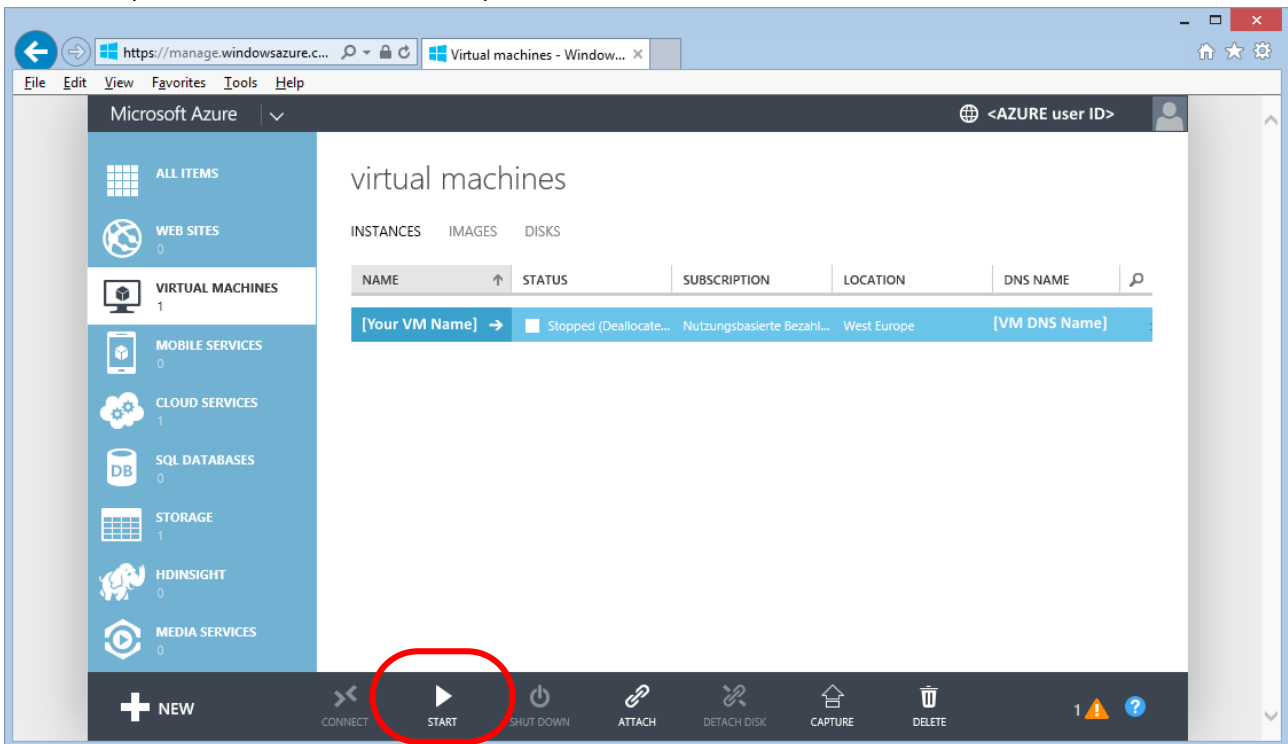 https://manage.windowsazure.c...
Virtual machines - Window...
File Edit View Favorites Tools Help
Microsoft Azure
<AZURE user ID>
ALL ITEMS
WEB SITES
0
VIRTUAL MACHINES
1
MOBILE SERVICES
0
CLOUD SERVICES
1
DB
SQL DATABASES
0
STORAGE
1
HDINSIGHT
0
MEDIA SERVICES
0
virtual machines
INSTANCES IMAGES DISKS
NAME STATUS SUBSCRIPTION LOCATION DNS NAME
[Your VM Name] Stopped (Deallocate... Nutzungsbasierte Bezahl... West Europe [VM DNS Name]
NEW
CONNECT START SHUT DOWN ATTACH DETACH DISK CAPTURE DELETE
1